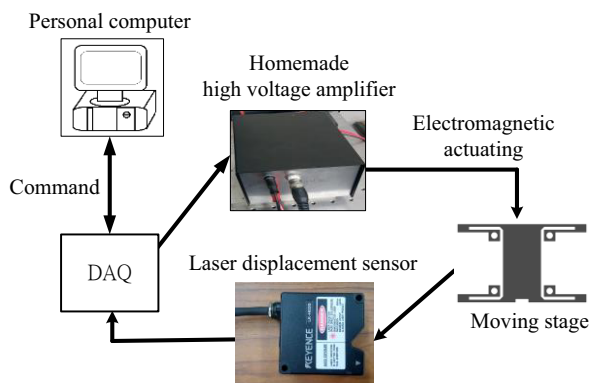 Personal computer
Homemade
high voltage amplifier
Electromagnetic
actuating
Command
DAQ
Laser displacement sensor
KEYENCE
Moving stage